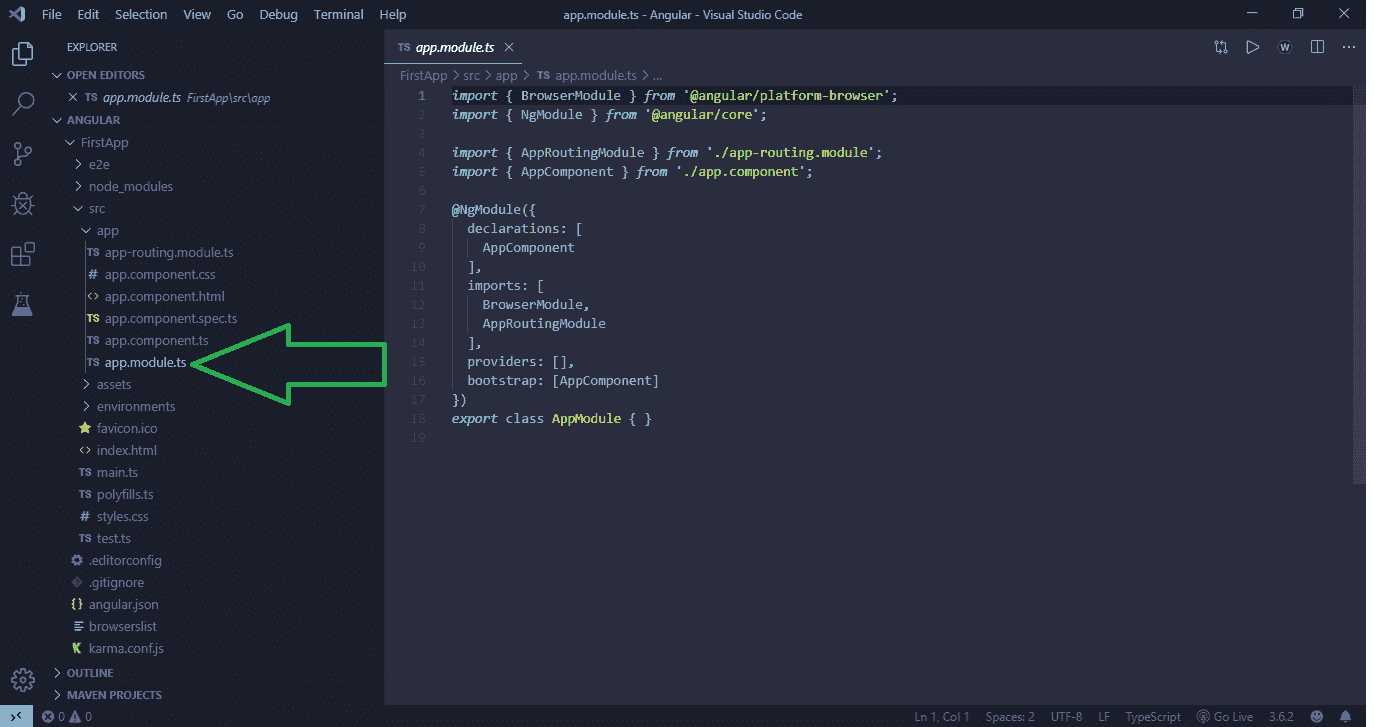 File Edit Selection View Go Debug Terminal Help
app.module.ts - Angular - Visual Studio Code
EXPLORER
OPEN EDITORS
TS app.module.ts FirstApp\src\app
ANGULAR
FirstApp
e2e
node_modules
src
app
TS app-routing.module.ts
# app.component.css
<> app.component.html
TS app.component.spec.ts
TS app.component.ts
TS app.module.ts
assets
environments
favicon.ico
<> index.html
TS main.ts
TS polyfills.ts
# styles.css
TS test.ts
.editorconfig
.gitignore
{} angular.json
browserslist
K karma.conf.js
OUTLINE
MAVEN PROJECTS
TS app.module.ts
W
FirstApp > src > app > TS app.module.ts > ...
1 import { BrowserModule } from '@angular/platform-browser';
2 import { NgModule } from '@angular/core';
3
4 import { AppRoutingModule } from './app-routing.module';
5 import { AppComponent } from './app.component';
6
7 @NgModule({
8 declarations: [
9 AppComponent
10 ],
11 imports: [
12 BrowserModule,
13 AppRoutingModule
14 ],
15 providers: [],
16 bootstrap: [AppComponent]
17 })
18 export class AppModule { }
19
0 0
Ln 1, Col 1 Spaces: 2 UTF-8 LF TypeScript Go Live 3.6.2